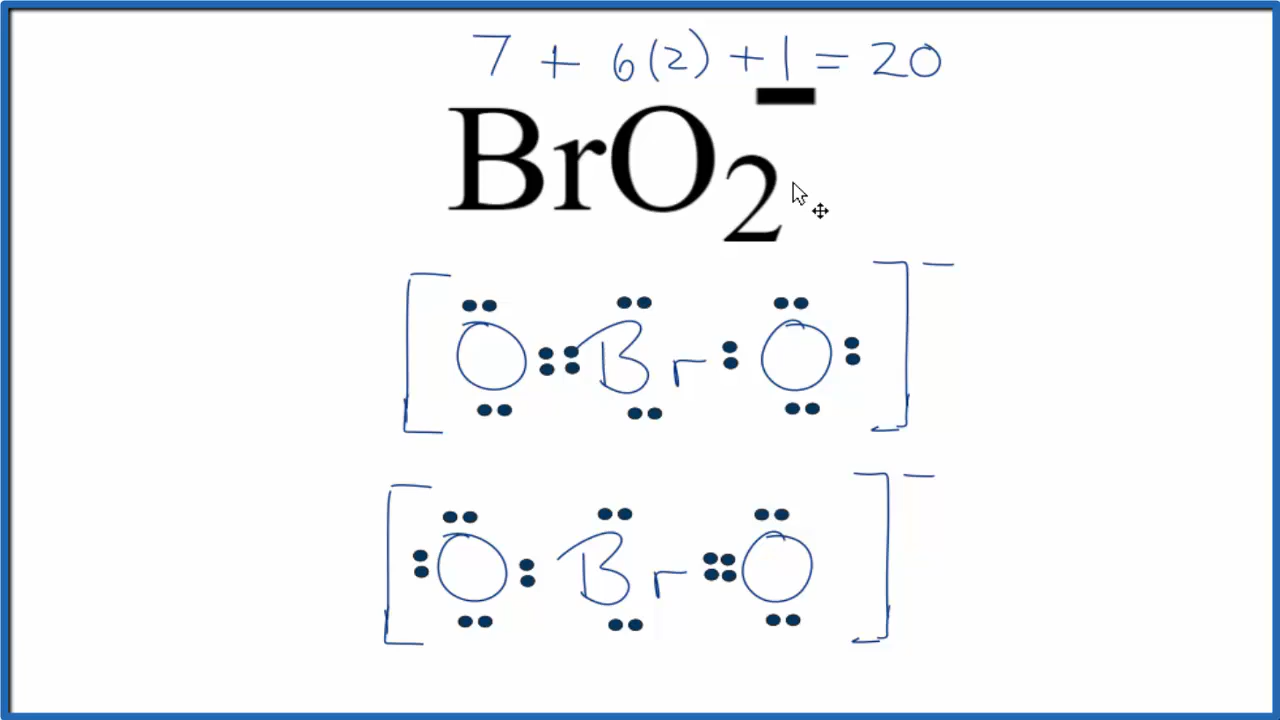 7 + 6(2) + 1 = 20
BrO₂⁻
[O Br O]⁻
[O Br O]⁻